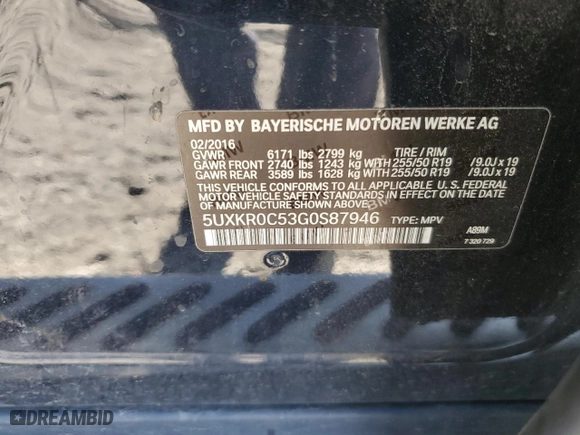 MFD BY BAYERISCHE MOTOREN WERKE AG
02/2016
GVWR 6171 lbs 2799 kg TIRE / RIM
GAWR FRONT 2740 lbs 1243 kg WITH 255/50 R19 /9.0J x 19
GAWR REAR 3589 lbs 1628 kg WITH 255/50 R19 /9.0J x 19
THIS VEHICLE CONFORMS TO ALL APPLICABLE U.S. FEDERAL
MOTOR VEHICLE SAFETY STANDARDS IN EFFECT ON THE
DATE OF MANUFACTURE SHOWN ABOVE.
5UXKR0C53G0S87946 TYPE: MPV
A89M
7 320 729
DREAMBID